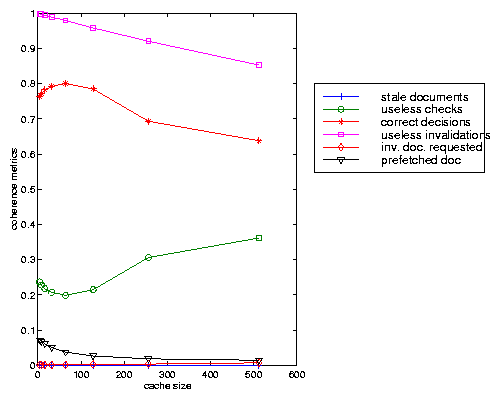 1
0.9
0.8
0.7
0.6
0.5
0.4
0.3
0.2
0.1
0
coherence metrics
0 100 200 300 400 500 600
cache size
stale documents
useless checks
correct decisions
useless invalidations
inv. doc. requested
prefetched doc